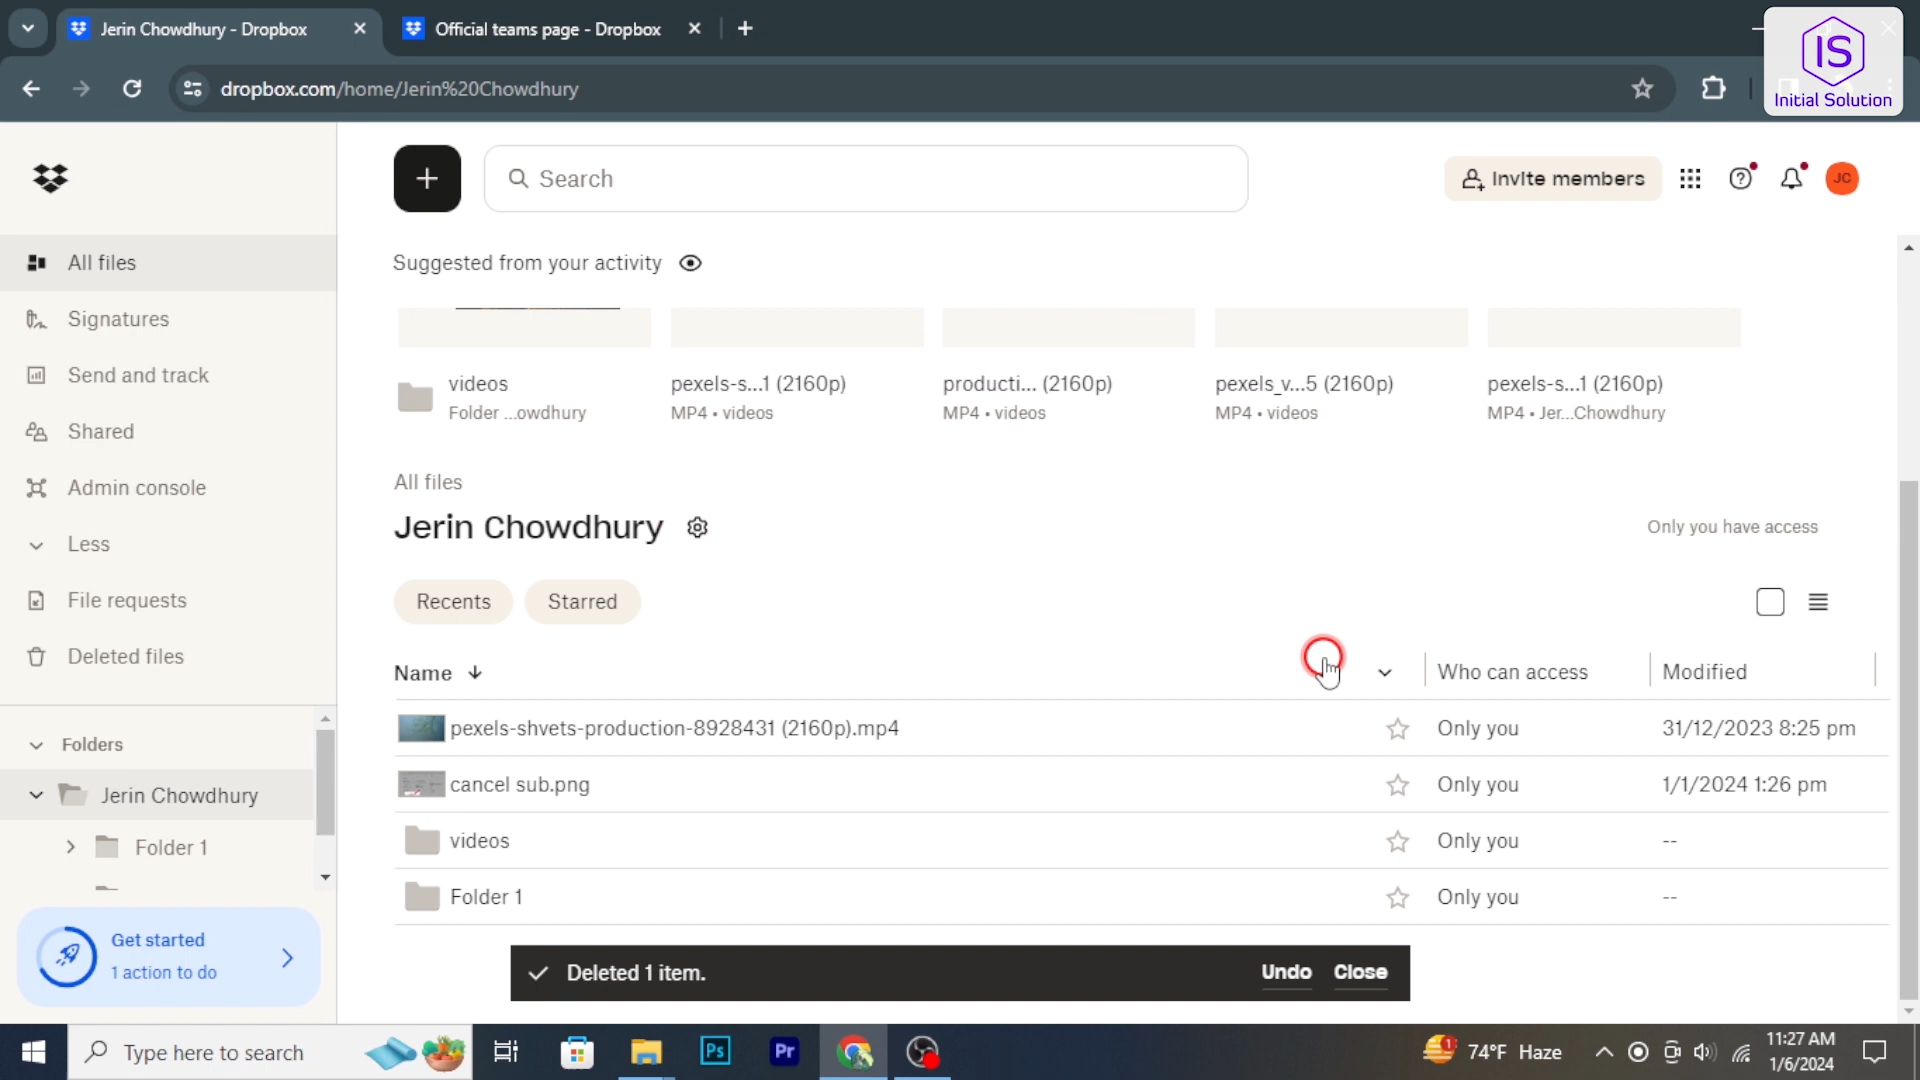 Jerin Chowdhury - Dropbox
Official teams page - Dropbox
IS
Initial Solution
dropbox.com/home/Jerin%20Chowdhury
Search
Invite members
JC
All files
Signatures
Send and track
Shared
Admin console
Less
File requests
Deleted files
Folders
Jerin Chowdhury
Folder 1
Get started
1 action to do
Suggested from your activity
videos
Folder ...owdhury
pexels-s...1 (2160p)
MP4 • videos
producti... (2160p)
MP4 • videos
pexels_v...5 (2160p)
MP4 • videos
pexels-s...1 (2160p)
MP4 • Jer...Chowdhury
All files
Jerin Chowdhury
Only you have access
Recents
Starred
Name
Who can access
Modified
pexels-shvets-production-8928431 (2160p).mp4
Only you
31/12/2023 8:25 pm
cancel sub.png
Only you
1/1/2024 1:26 pm
videos
Only you
--
Folder 1
Only you
--
Deleted 1 item.
Undo
Close
Type here to search
Ps
Pr
1
74°F Haze
11:27 AM
1/6/2024